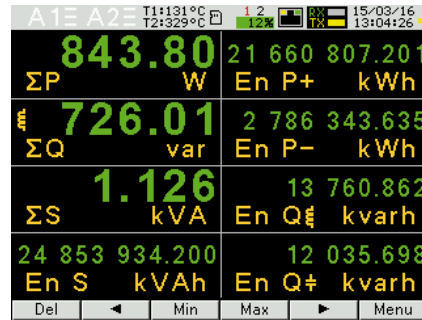 A1 A2 T1:131°C T2:329°C 1 2 12% RX TX 15/03/16 13:04:26
843.80
ΣP W
21 660 807.201
En P+ kWh
726.01
ΣQ var
2 786 343.635
En P− kWh
1.126
ΣS kVA
13 760.862
En Q kvarh
24 853 934.200
En S kVAh
12 035.698
En Q kvarh
Del ◄ Min Max ► Menu